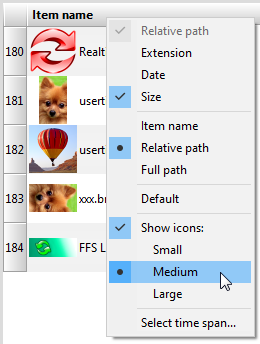 Item name
180 Realt
181 usert
182 usert
183 xxx.br
184 FFS L
Relative path
Extension
Date
Size
Item name
Relative path
Full path
Default
Show icons:
Small
Medium
Large
Select time span...